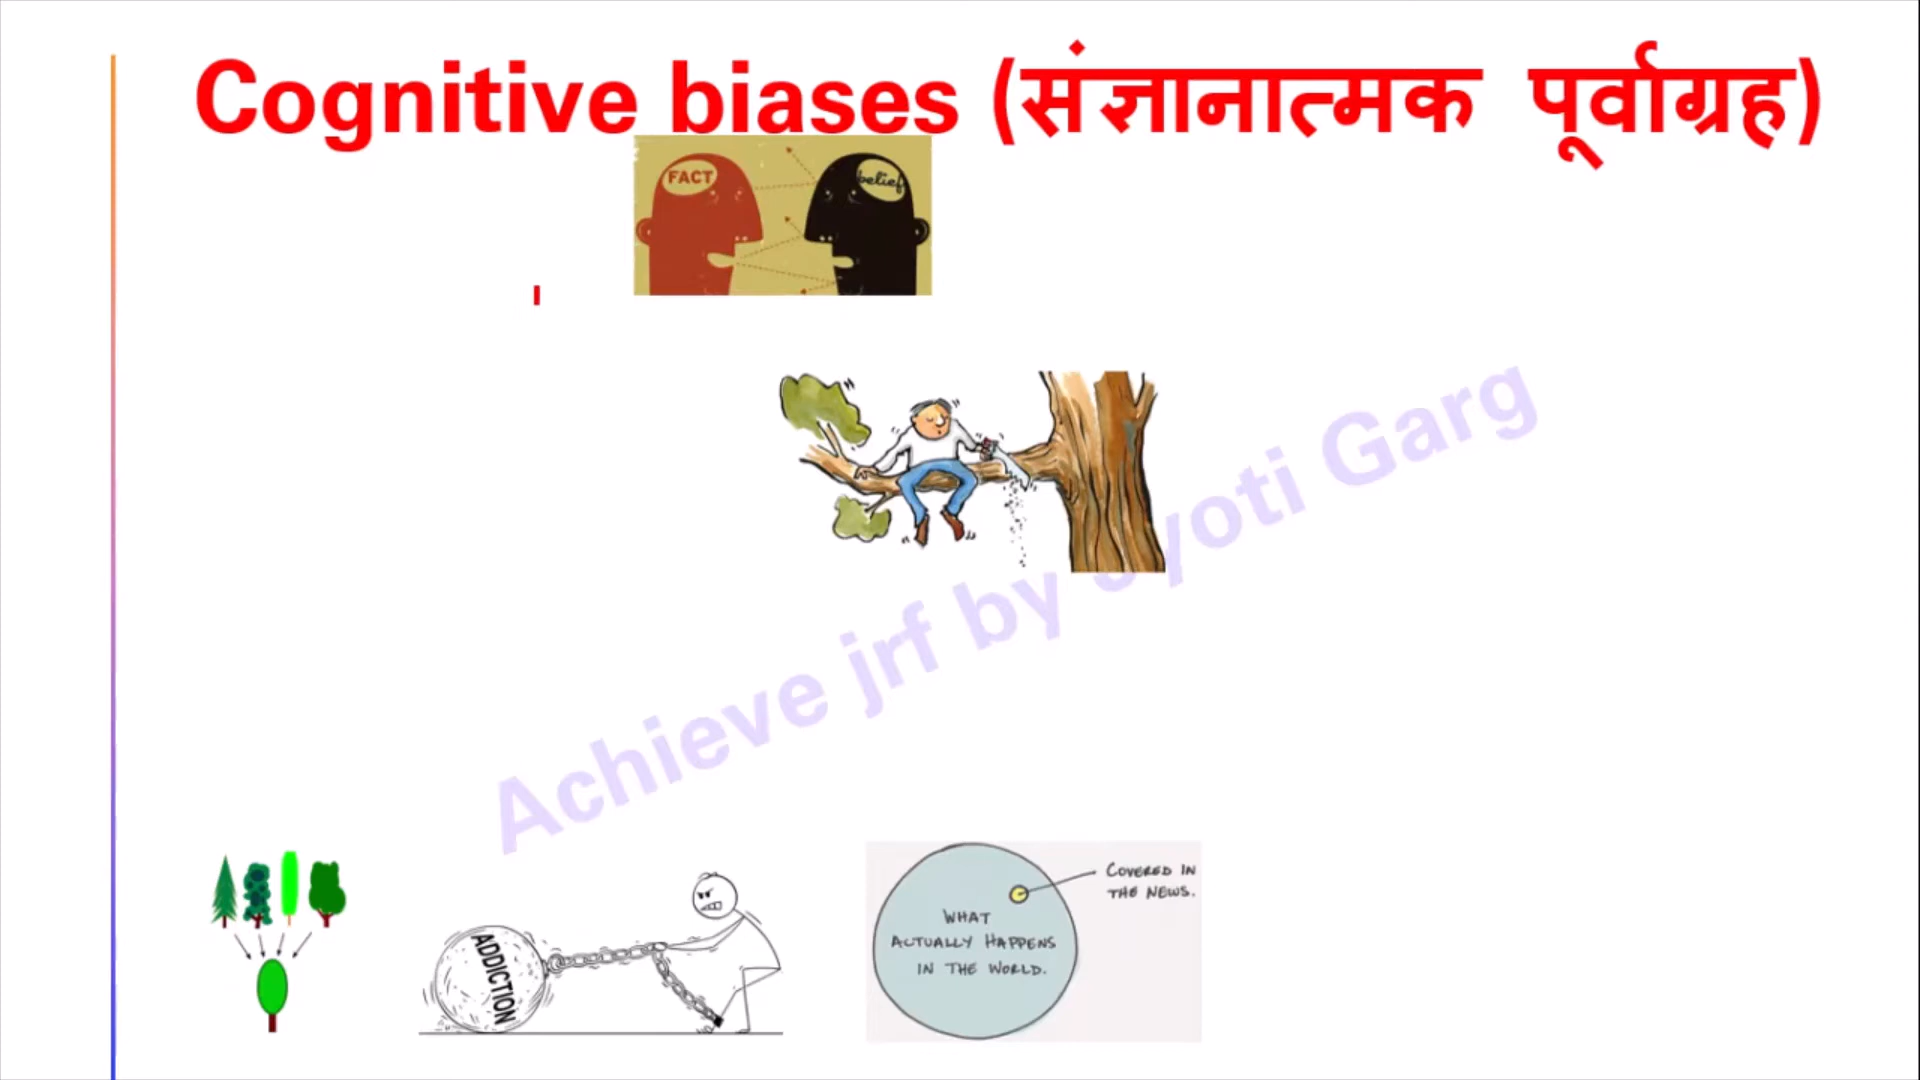 Cognitive biases (संज्ञानात्मक पूर्वाग्रह)
FACT
belief
Achieve jrf by Jyoti Garg
ADDICTION
COVERED IN
THE NEWS.
WHAT
ACTUALLY HAPPENS
IN THE WORLD.